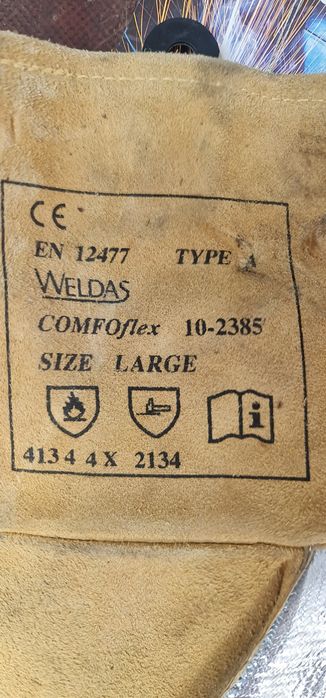 CE
EN 12477 TYPE A
WELDAS
COMFOflex 10-2385
SIZE LARGE
i
4134 4X 2134